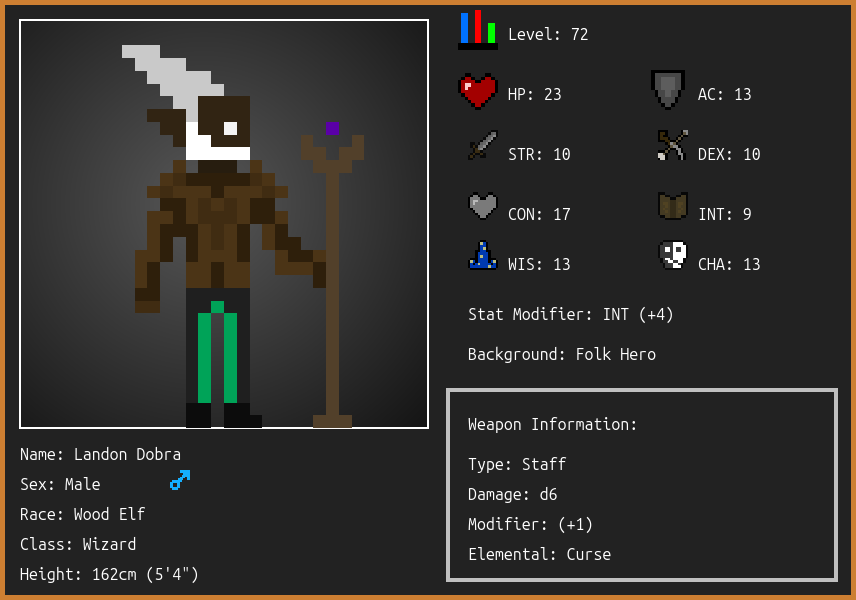 Level: 72
HP: 23
AC: 13
STR: 10
DEX: 10
CON: 17
INT: 9
WIS: 13
CHA: 13
Stat Modifier: INT (+4)
Background: Folk Hero
Weapon Information:
Type: Staff
Damage: d6
Modifier: (+1)
Elemental: Curse
Name: Landon Dobra
Sex: Male
Race: Wood Elf
Class: Wizard
Height: 162cm (5'4")